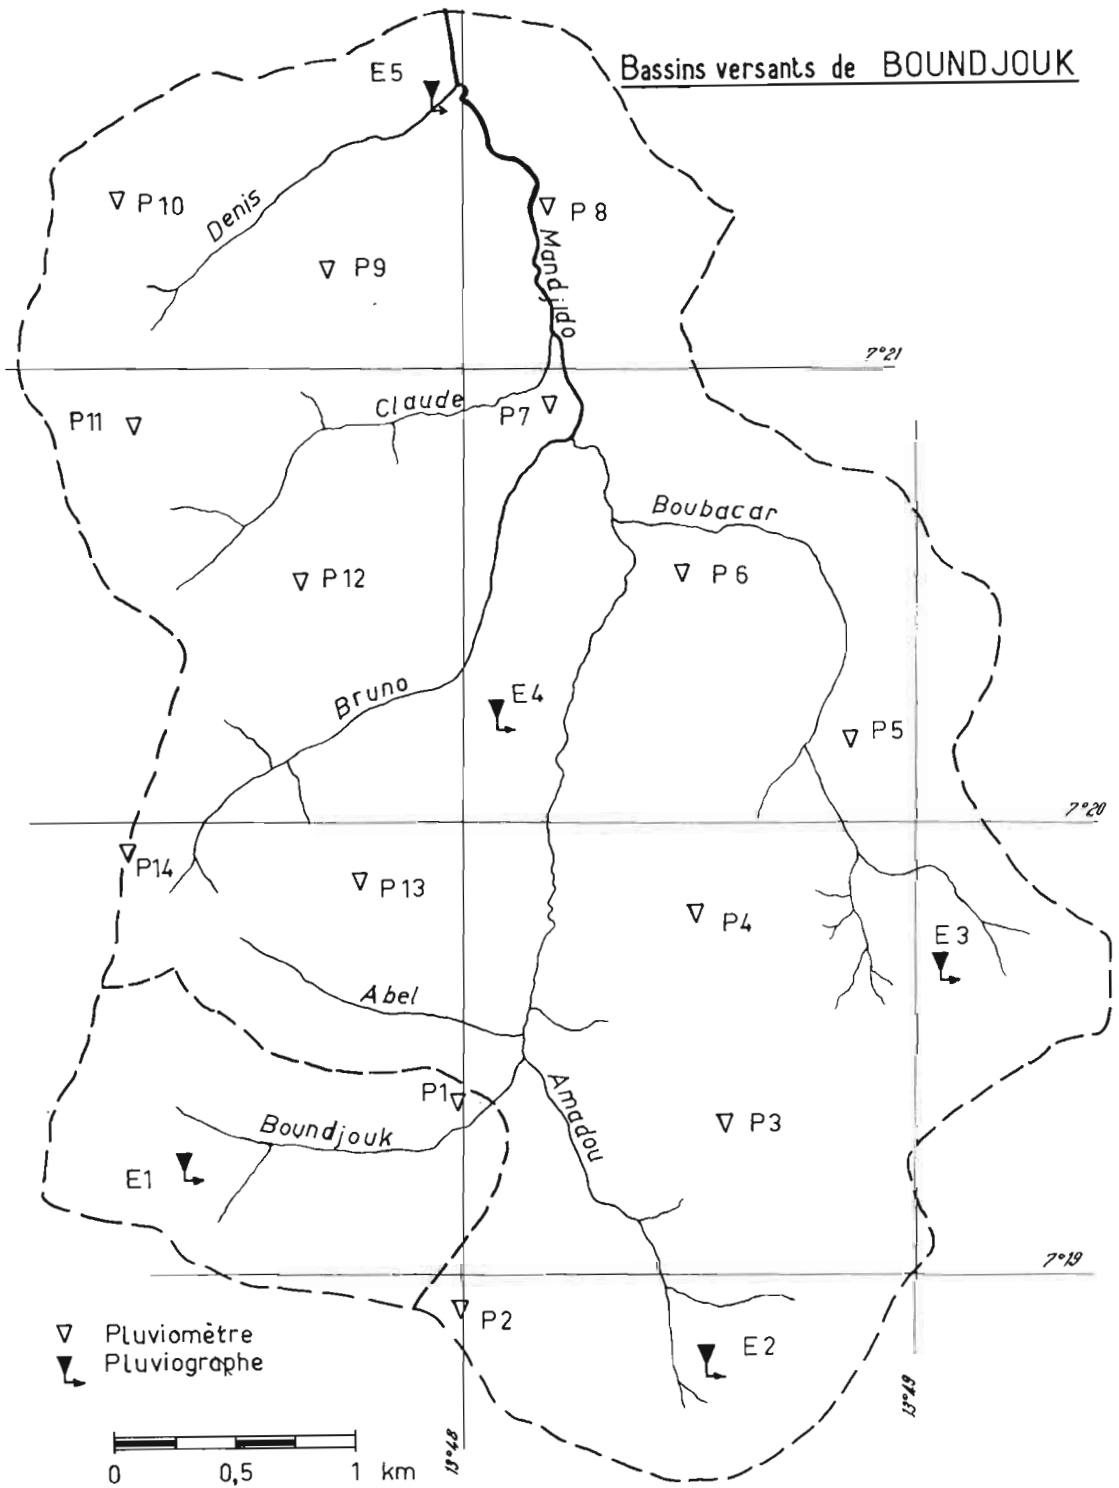 Bassins versants de BOUNDJOUK
E5
P10
Denis
P8
P9
Mandjldo
7°21
P11
Claude
P7
Boubacar
P12
P6
Bruno
E4
P5
7°20
P14
P13
P4
E3
Abel
P1
Amadou
P3
Boundjouk
E1
7°19
P2
E2
Pluviomètre
Pluviographe
13°48
13°49
0 0,5 1 km